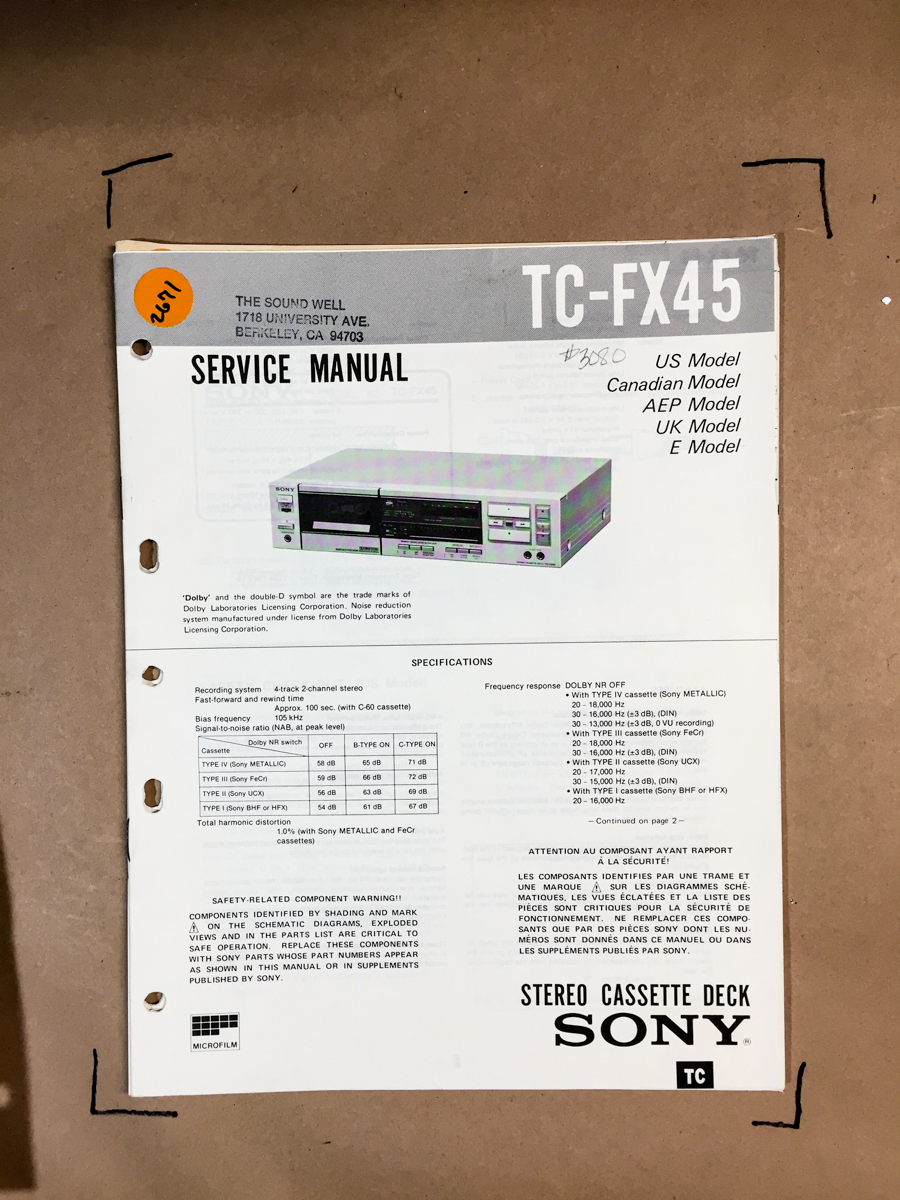 2671
THE SOUND WELL
1718 UNIVERSITY AVE.
BERKELEY, CA 94703
TC-FX45
SERVICE MANUAL
#3080
US Model
Canadian Model
AEP Model
UK Model
E Model
SONY
'Dolby' and the double-D symbol are the trade marks of
Dolby Laboratories Licensing Corporation. Noise reduction
system manufactured under license from Dolby Laboratories
Licensing Corporation.
SPECIFICATIONS
Recording system 4-track 2-channel stereo
Fast-forward and rewind time
Approx. 100 sec. (with C-60 cassette)
Bias frequency 105 kHz
Signal-to-noise ratio (NAB, at peak level)
Dolby NR switch OFF B-TYPE ON C-TYPE ON
Cassette
TYPE IV (Sony METALLIC) 58 dB 65 dB 71 dB
TYPE III (Sony FeCr) 59 dB 66 dB 72 dB
TYPE II (Sony UCX) 56 dB 63 dB 69 dB
TYPE I (Sony BHF or HFX) 54 dB 61 dB 67 dB
Total harmonic distortion
1.0% (with Sony METALLIC and FeCr
cassettes)
Frequency response DOLBY NR OFF
• With TYPE IV cassette (Sony METALLIC)
20 - 18,000 Hz
30 - 16,000 Hz (±3 dB), (DIN)
30 - 13,000 Hz (±3 dB, 0 VU recording)
• With TYPE III cassette (Sony FeCr)
20 - 18,000 Hz
30 - 16,000 Hz (±3 dB), (DIN)
• With TYPE II cassette (Sony UCX)
20 - 17,000 Hz
30 - 15,000 Hz (±3 dB), (DIN)
• With TYPE I cassette (Sony BHF or HFX)
20 - 16,000 Hz
— Continued on page 2 —
SAFETY-RELATED COMPONENT WARNING!!
COMPONENTS IDENTIFIED BY SHADING AND MARK
⚠ ON THE SCHEMATIC DIAGRAMS, EXPLODED
VIEWS AND IN THE PARTS LIST ARE CRITICAL TO
SAFE OPERATION. REPLACE THESE COMPONENTS
WITH SONY PARTS WHOSE PART NUMBERS APPEAR
AS SHOWN IN THIS MANUAL OR IN SUPPLEMENTS
PUBLISHED BY SONY.
ATTENTION AU COMPOSANT AYANT RAPPORT
À LA SÉCURITÉ!
LES COMPOSANTS IDENTIFIES PAR UNE TRAME ET
UNE MARQUE ⚠ SUR LES DIAGRAMMES SCHÉ-
MATIQUES, LES VUES ÉCLATÉES ET LA LISTE DES
PIÈCES SONT CRITIQUES POUR LA SÉCURITÉ DE
FONCTIONNEMENT. NE REMPLACER CES COMPO-
SANTS QUE PAR DES PIÈCES SONY DONT LES NU-
MÉROS SONT DONNÉS DANS CE MANUEL OU DANS
LES SUPPLÉMENTS PUBLIÉS PAR SONY.
MICROFILM
STEREO CASSETTE DECK
SONY®
TC